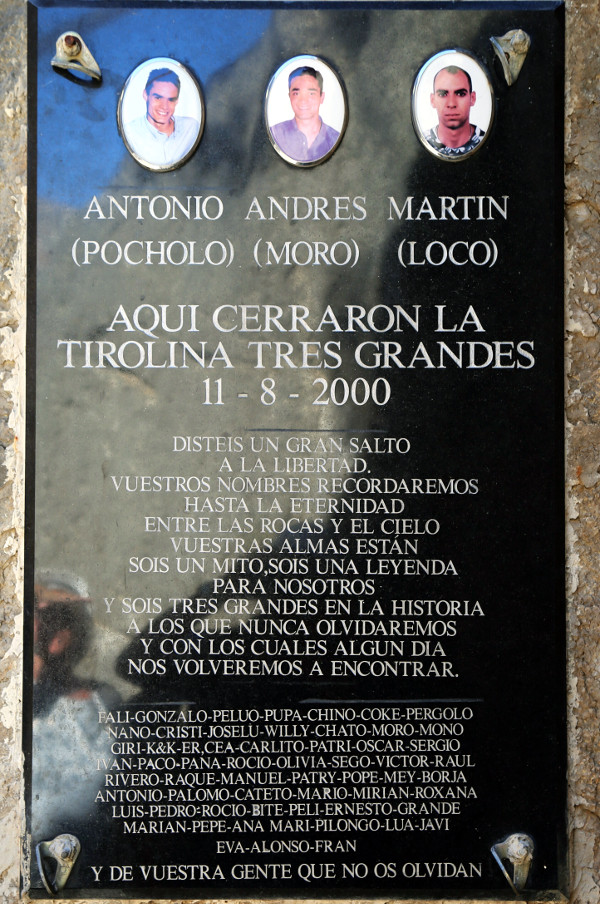 ANTONIO ANDRES MARTIN
(POCHOLO) (MORO) (LOCO)
AQUI CERRARON LA
TIROLINA TRES GRANDES
11 - 8 - 2000
DISTEIS UN GRAN SALTO
A LA LIBERTAD.
VUESTROS NOMBRES RECORDAREMOS
HASTA LA ETERNIDAD
ENTRE LAS ROCAS Y EL CIELO
VUESTRAS ALMAS ESTÁN
SOIS UN MITO,SOIS UNA LEYENDA
PARA NOSOTROS
Y SOIS TRES GRANDES EN LA HISTORIA
A LOS QUE NUNCA OLVIDAREMOS
Y CON LOS CUALES ALGUN DIA
NOS VOLVEREMOS A ENCONTRAR.
FALI-GONZALO-PELUO-PUPA-CHINO-COKE-PERGOLO
NANO-CRISTI-JOSELU-WILLY-CHATO-MORO-MONO
GIRI-K&K-ER,CEA-CARLITO-PATRI-OSCAR-SERGIO
IVAN-PACO-PANA-ROCIO-OLIVIA-SEGO-VICTOR-RAUL
RIVERO-RAQUE-MANUEL-PATRY-POPE-MEY-BORJA
ANTONIO-PALOMO-CATETO-MARIO-MIRIAN-ROXANA
LUIS-PEDRO-ROCIO-BITE-PELI-ERNESTO-GRANDE
MARIAN-PEPE-ANA MARI-PILONGO-LUA-JAVI
EVA-ALONSO-FRAN
Y DE VUESTRA GENTE QUE NO OS OLVIDAN